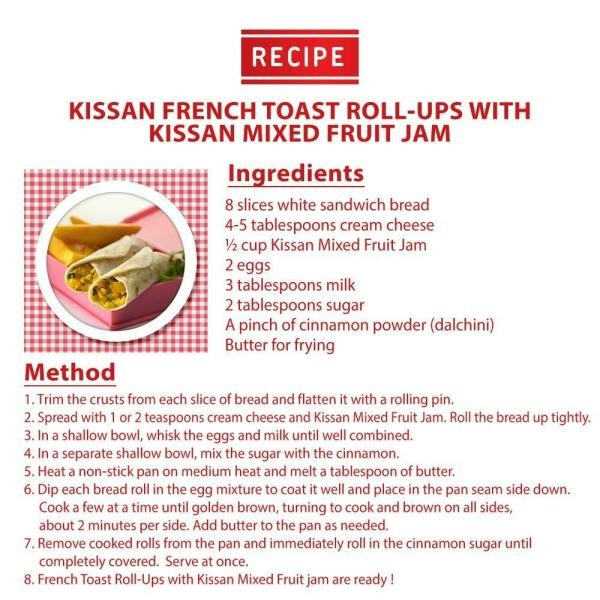 RECIPE
KISSAN FRENCH TOAST ROLL-UPS WITH
KISSAN MIXED FRUIT JAM
Ingredients
8 slices white sandwich bread
4-5 tablespoons cream cheese
½ cup Kissan Mixed Fruit Jam
2 eggs
3 tablespoons milk
2 tablespoons sugar
A pinch of cinnamon powder (dalchini)
Butter for frying
Method
1. Trim the crusts from each slice of bread and flatten it with a rolling pin.
2. Spread with 1 or 2 teaspoons cream cheese and Kissan Mixed Fruit Jam. Roll the bread up tightly.
3. In a shallow bowl, whisk the eggs and milk until well combined.
4. In a separate shallow bowl, mix the sugar with the cinnamon.
5. Heat a non-stick pan on medium heat and melt a tablespoon of butter.
6. Dip each bread roll in the egg mixture to coat it well and place in the pan seam side down.
Cook a few at a time until golden brown, turning to cook and brown on all sides,
about 2 minutes per side. Add butter to the pan as needed.
7. Remove cooked rolls from the pan and immediately roll in the cinnamon sugar until
completely covered. Serve at once.
8. French Toast Roll-Ups with Kissan Mixed Fruit jam are ready !